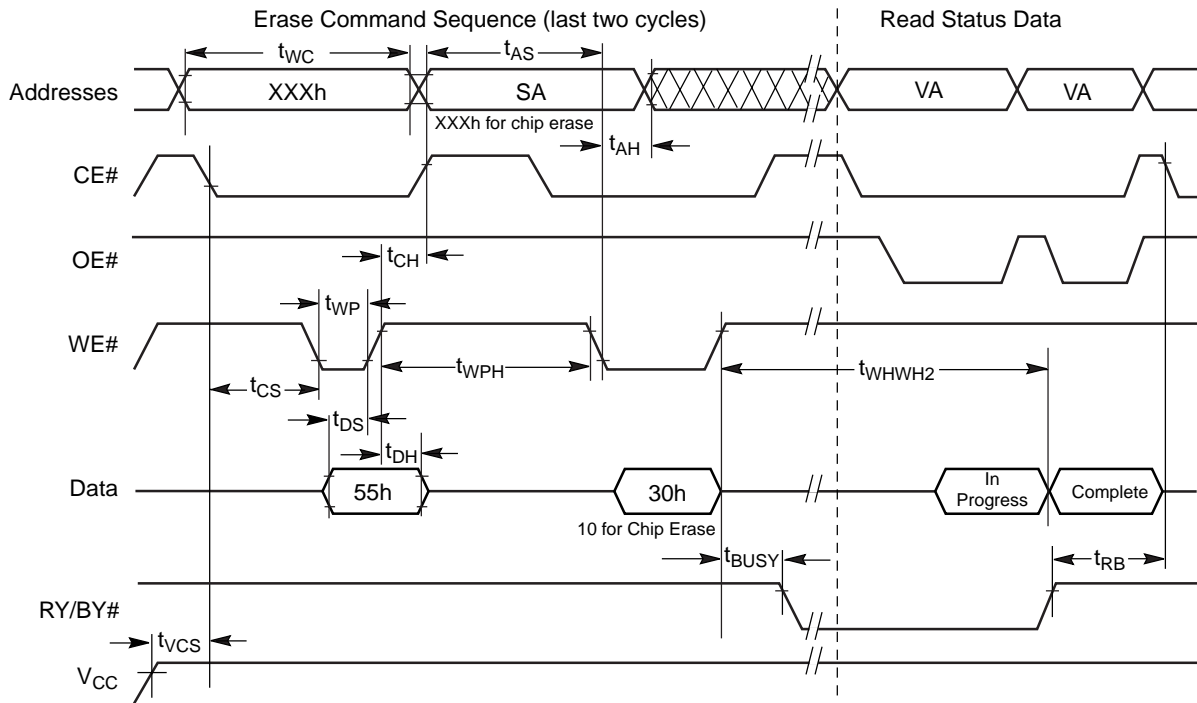 Erase Command Sequence (last two cycles)
Read Status Data
tWC
tAS
Addresses
XXXh
SA
VA
VA
XXXh for chip erase
tAH
CE#
OE#
tCH
tWP
WE#
tWPH
tWHWH2
tCS
tDS
tDH
Data
55h
30h
In
Progress
Complete
10 for Chip Erase
tBUSY
tRB
RY/BY#
tVCS
VCC